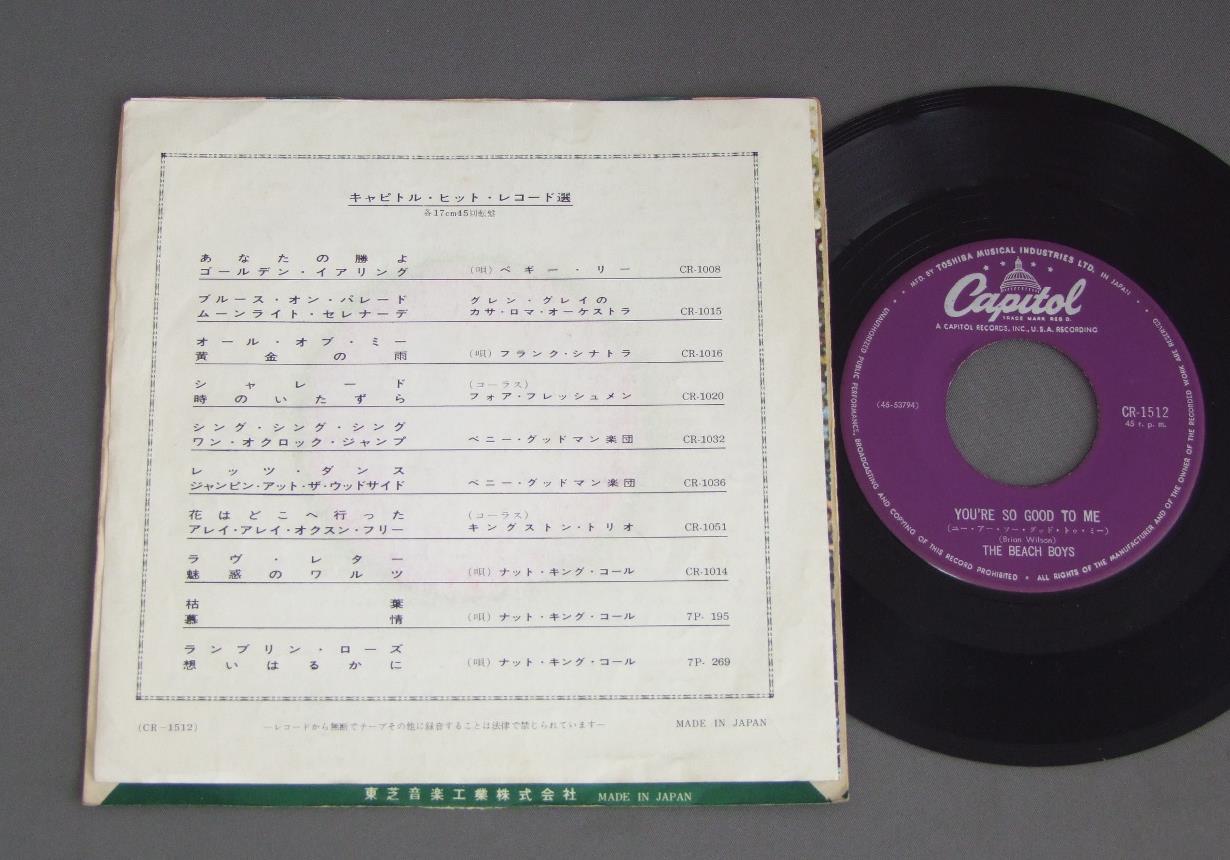 キャピトル・ヒット・レコード選
各17cm45回転盤
あなたの勝よ
ゴールデン・イアリング (唄) ペギー・リー CR-1008
ブルース・オン・パレード グレン・グレイの
ムーンライト・セレナーデ カサ・ロマ・オーケストラ CR-1015
オール・オブ・ミー
黄金の雨 (唄) フランク・シナトラ CR-1016
シャレード (コーラス)
時のいたずら フォア・フレッシュメン CR-1020
シング・シング・シング
ワン・オクロック・ジャンプ ベニー・グッドマン楽団 CR-1032
レッツ・ダンス
ジャンピン・アット・ザ・ウッドサイド ベニー・グッドマン楽団 CR-1036
花はどこへ行った (コーラス)
アレイ・アレイ・オクスン・フリー キングストン・トリオ CR-1051
ラヴ・レター
魅惑のワルツ (唄) ナット・キング・コール CR-1014
枯葉
慕情 (唄) ナット・キング・コール 7P- 195
ランブリン・ローズ
想いはるかに (唄) ナット・キング・コール 7P- 269
(CR-1512) —レコードから無断でテープその他に録音することは法律で禁じられています— MADE IN JAPAN
東芝音楽工業株式会社 MADE IN JAPAN
MFD. BY TOSHIBA MUSICAL INDUSTRIES LTD. IN JAPAN
Capitol
TRADE MARK REG'D.
A CAPITOL RECORDS, INC., U.S.A. RECORDING
(45-53794)
CR-1512
45 r. p. m.
YOU'RE SO GOOD TO ME
(ユー・アー・ソー・グッド・トゥ・ミー)
(Brian Wilson)
THE BEACH BOYS
UNAUTHORIZED PUBLIC PERFORMANCE, BROADCASTING AND COPYING OF THIS RECORD PROHIBITED • ALL RIGHTS OF THE MANUFACTURER AND OF THE OWNER OF THE RECORDED WORK ARE RESERVED